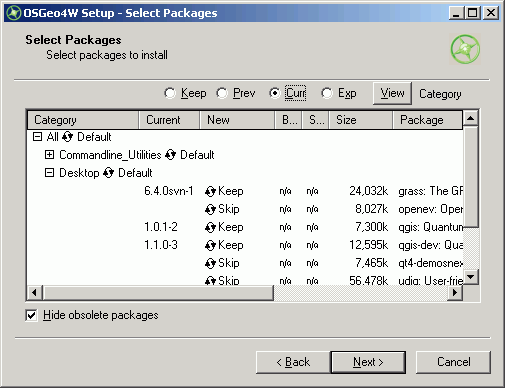 OSGeo4W Setup - Select Packages
Select Packages
Select packages to install
Keep Prev Curr Exp View Category
Category Current New B... S... Size Package
All Default
Commandline_Utilities Default
Desktop Default
6.4.0svn-1 Keep n/a n/a 24,032k grass: The GF
Skip n/a n/a 8,027k openev: Open
1.0.1-2 Keep n/a n/a 7,300k qgis: Quantum
1.1.0-3 Keep n/a n/a 12,595k qgis-dev: Qua
Skip n/a n/a 7,465k qt4-demosnex
Skip n/a n/a 56,478k udig: User-frie
Hide obsolete packages
< Back Next > Cancel